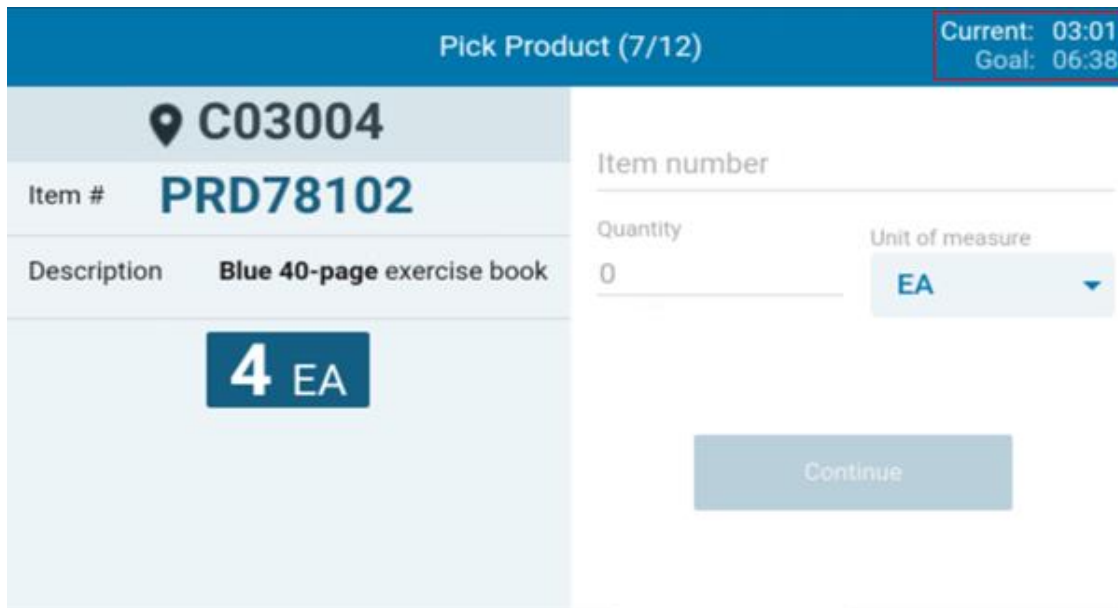 Pick Product (7/12)
Current: 03:01
Goal: 06:38
C03004
Item # PRD78102
Description Blue 40-page exercise book
4 EA
Item number
Quantity
0
Unit of measure
EA
Continue